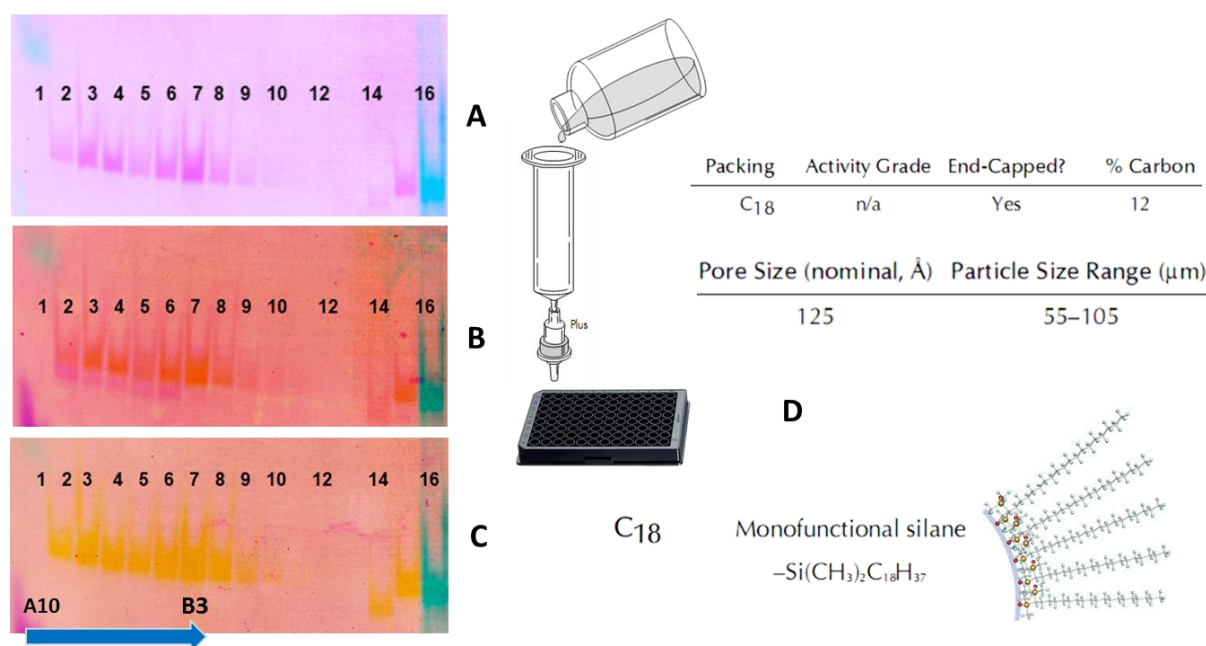 1 2 3 4 5 6 7 8 9 10 12 14 16
A
1 2 3 4 5 6 7 8 9 10 12 14 16
B
1 2 3 4 5 6 7 8 9 10 12 14 16
C
A10 B3
Plus
Packing Activity Grade End-Capped? % Carbon
C18 n/a Yes 12
Pore Size (nominal, Å) Particle Size Range (μm)
125 55–105
D
C18 Monofunctional silane
–Si(CH3)2C18H37